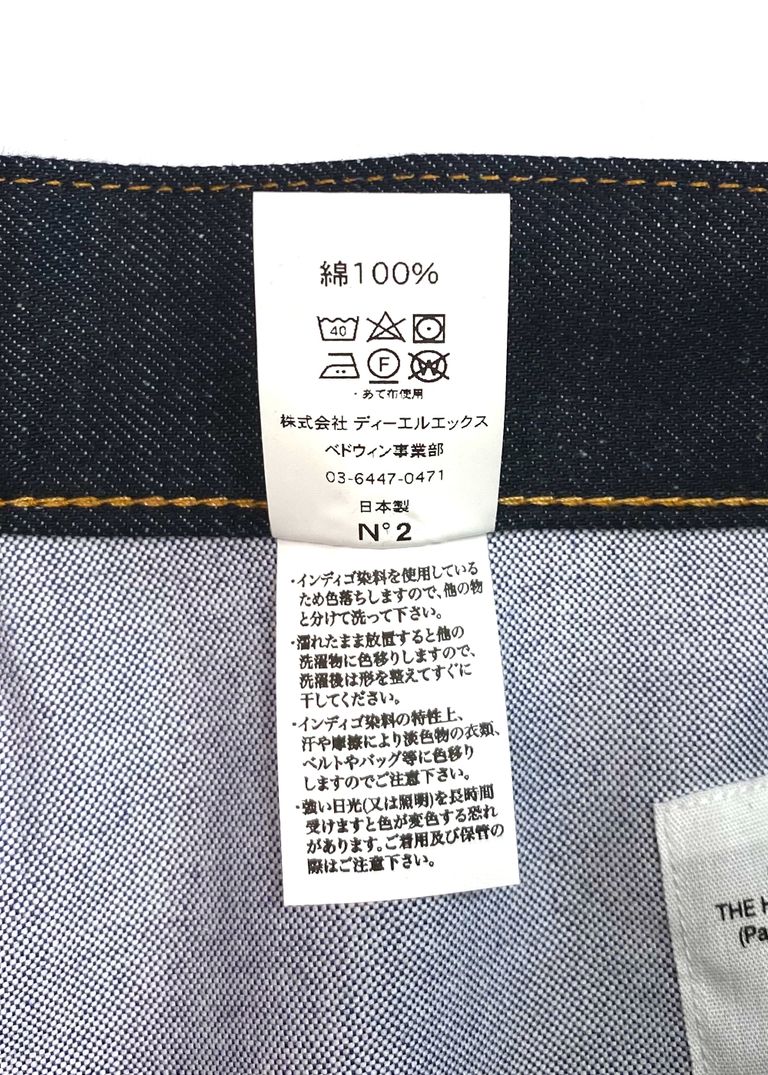 綿100%
40
F
W
・あて布使用
株式会社 ディーエルエックス
ベドウィン事業部
03-6447-0471
日本製
N°2
・インディゴ染料を使用している
ため色落ちしますので、他の物
と分けて洗って下さい。
・濡れたまま放置すると他の
洗濯物に色移りしますので、
洗濯後は形を整えてすぐに
干してください。
・インディゴ染料の特性上、
汗や摩擦により淡色物の衣類、
ベルトやバッグ等に色移り
しますのでご注意下さい。
・強い日光(又は照明)を長時間
受けますと色が変色する恐れ
があります。ご着用及び保管の
際はご注意下さい。
THE H
(Pa